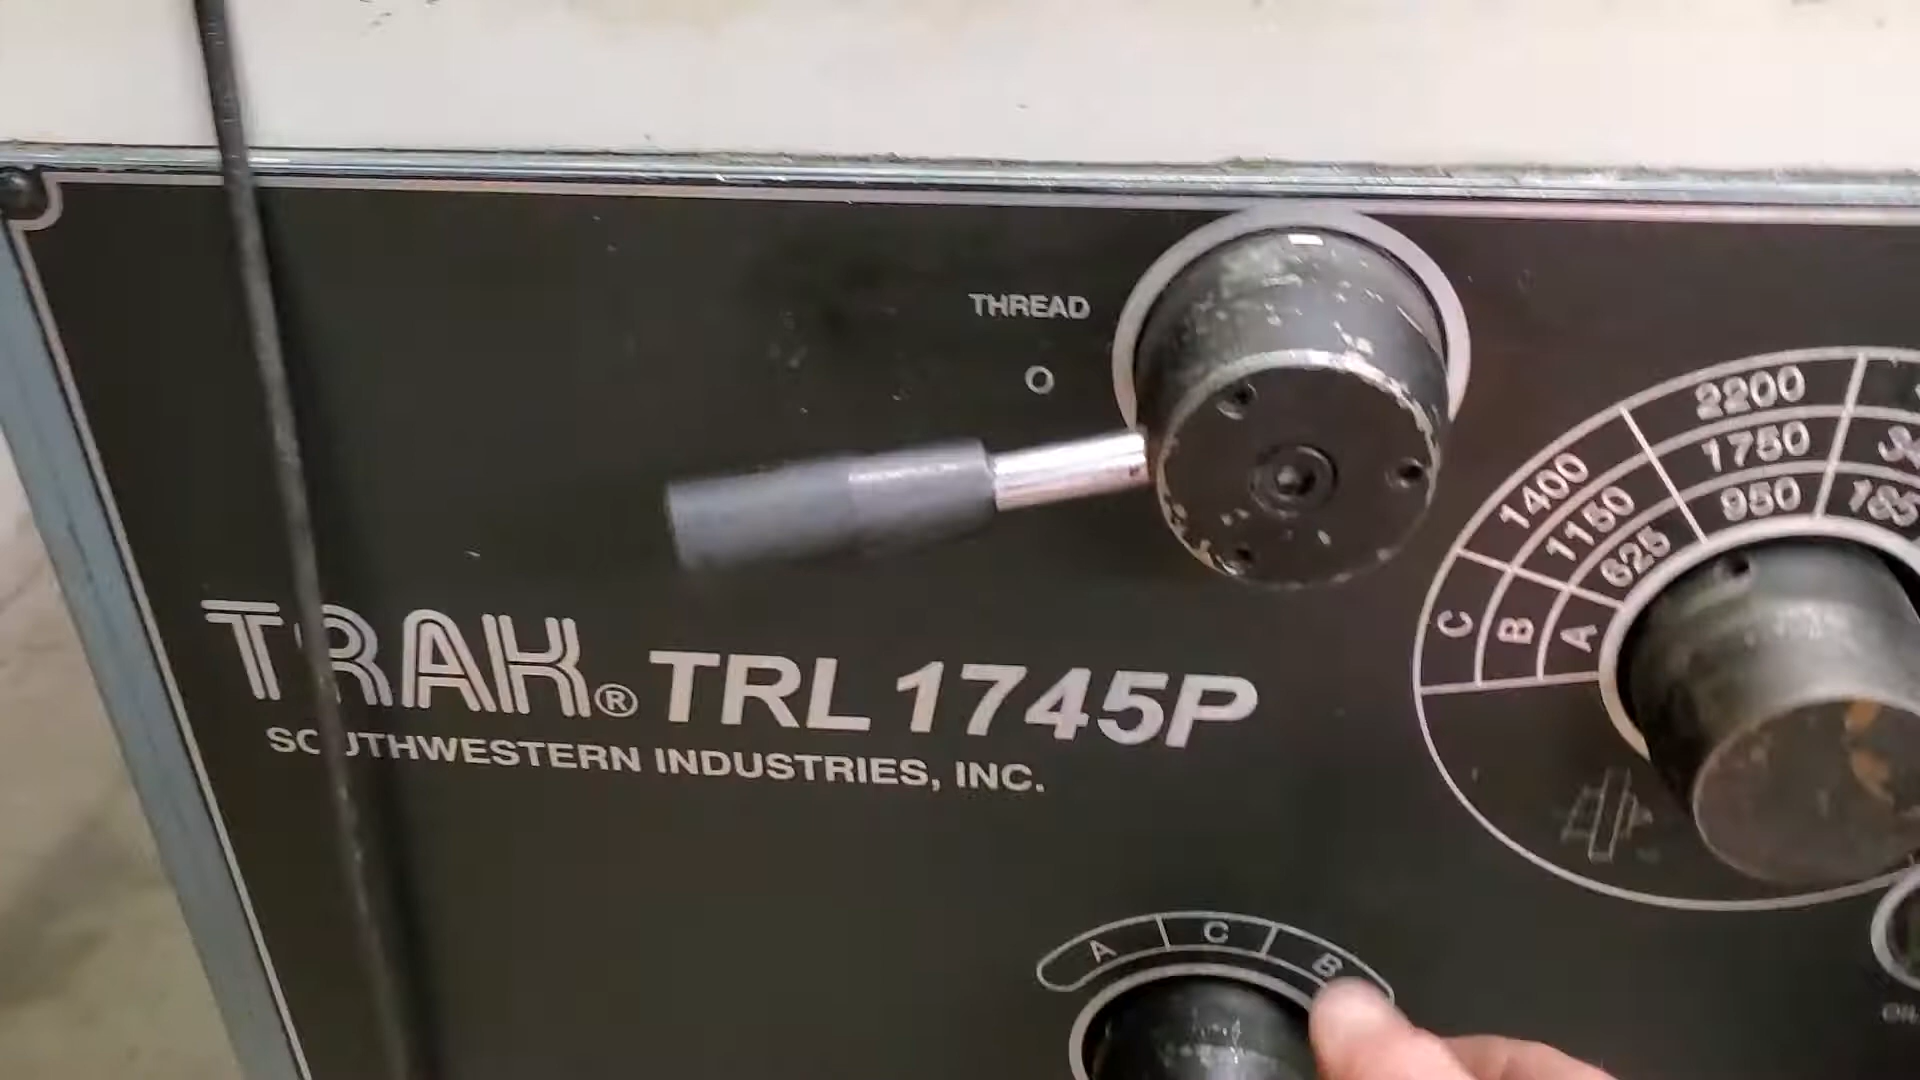 THREAD
O
2200
1750
950
1400
1150
625
C
B
A
TRAK® TRL 1745P
SOUTHWESTERN INDUSTRIES, INC.
A C B